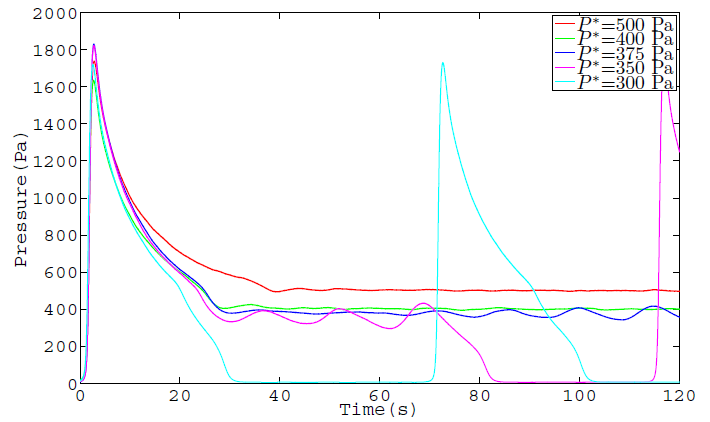 2000
1800
1600
1400
1200
1000
800
600
400
200
0
Pressure(Pa)
0 20 40 60 80 100 120
Time(s)
P*=500 Pa
P*=400 Pa
P*=375 Pa
P*=350 Pa
P*=300 Pa